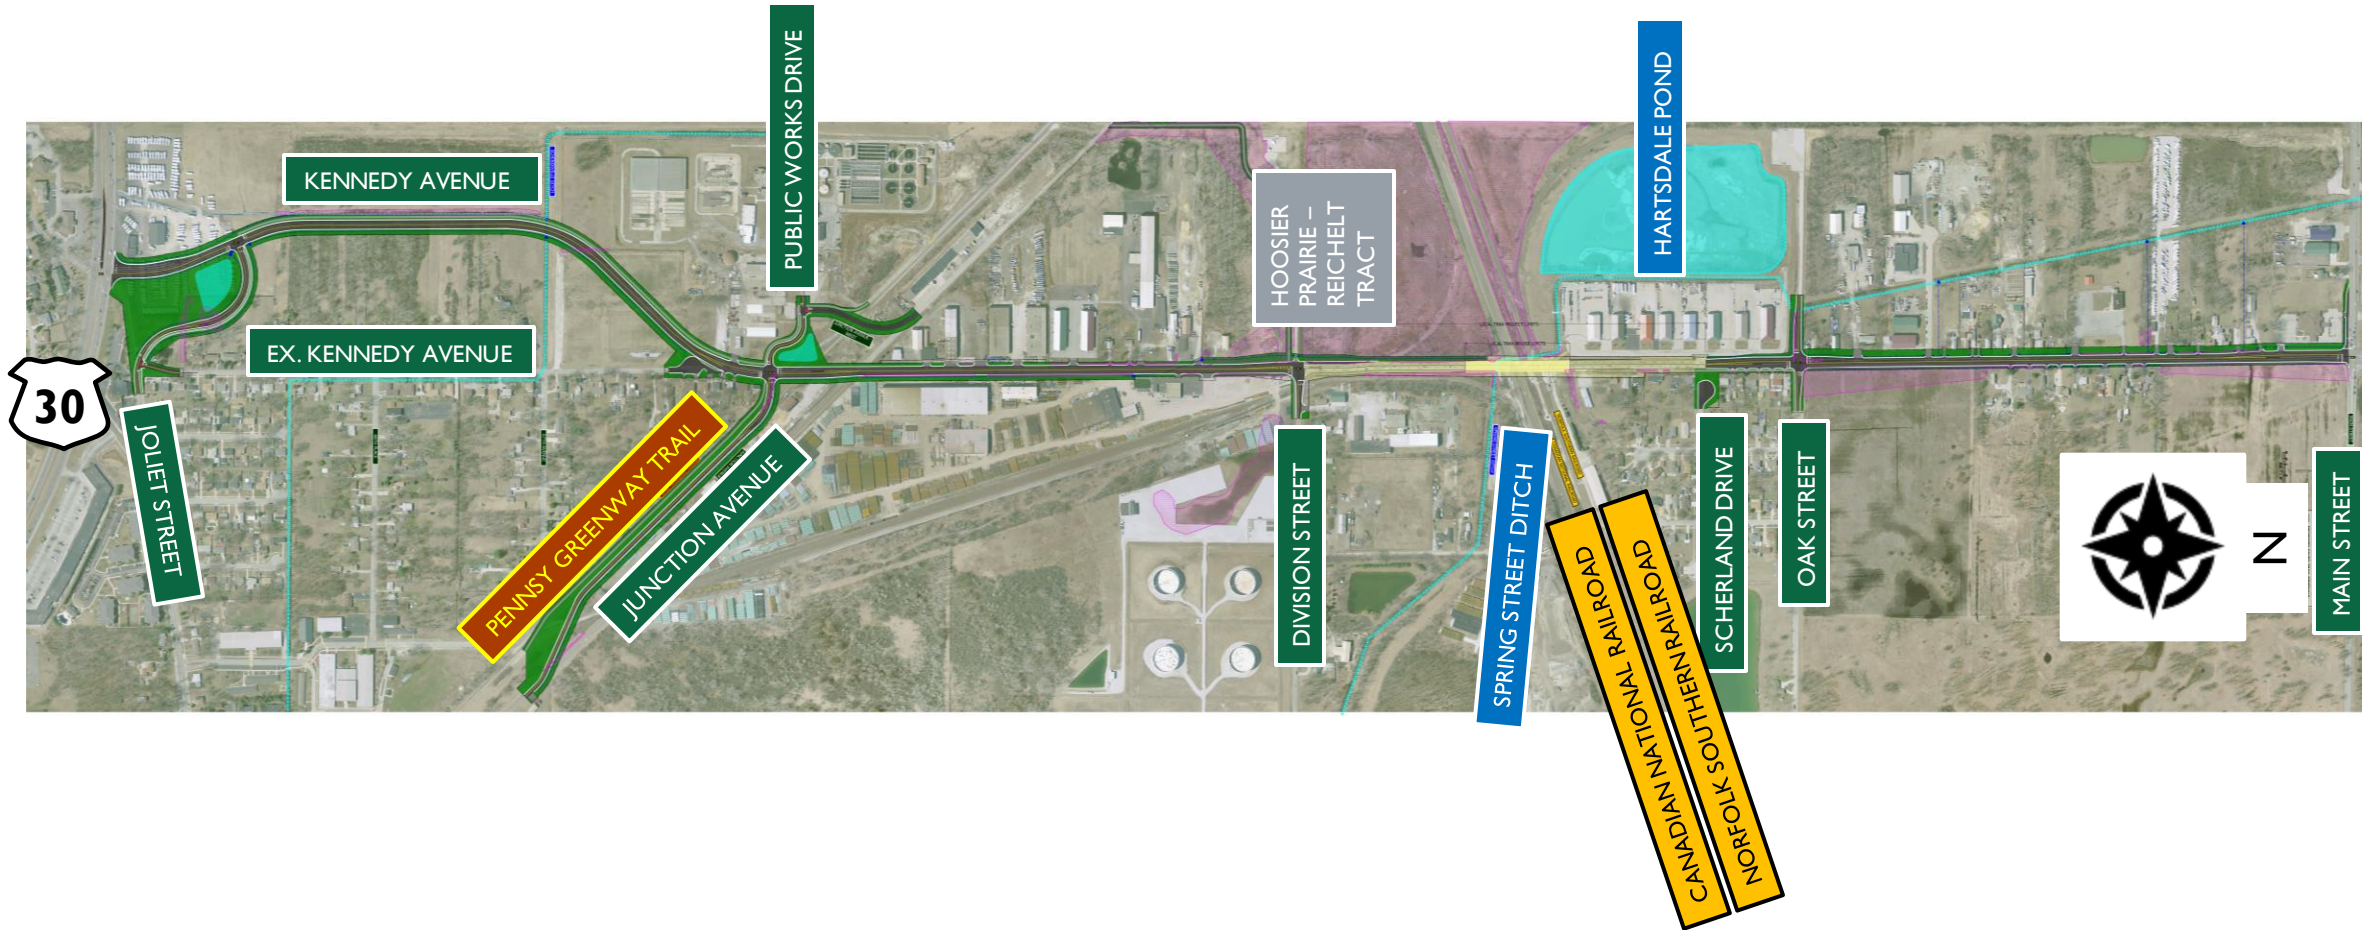 PUBLIC WORKS DRIVE
HARTSDALE POND
KENNEDY AVENUE
HOOSIER
PRAIRIE –
REICHELT
TRACT
EX. KENNEDY AVENUE
30
JOLIET STREET
PENNSY GREENWAY TRAIL
JUNCTION AVENUE
DIVISION STREET
SPRING STREET DITCH
CANADIAN NATIONAL RAILROAD
NORFOLK SOUTHERN RAILROAD
SCHERLAND DRIVE
OAK STREET
N
MAIN STREET